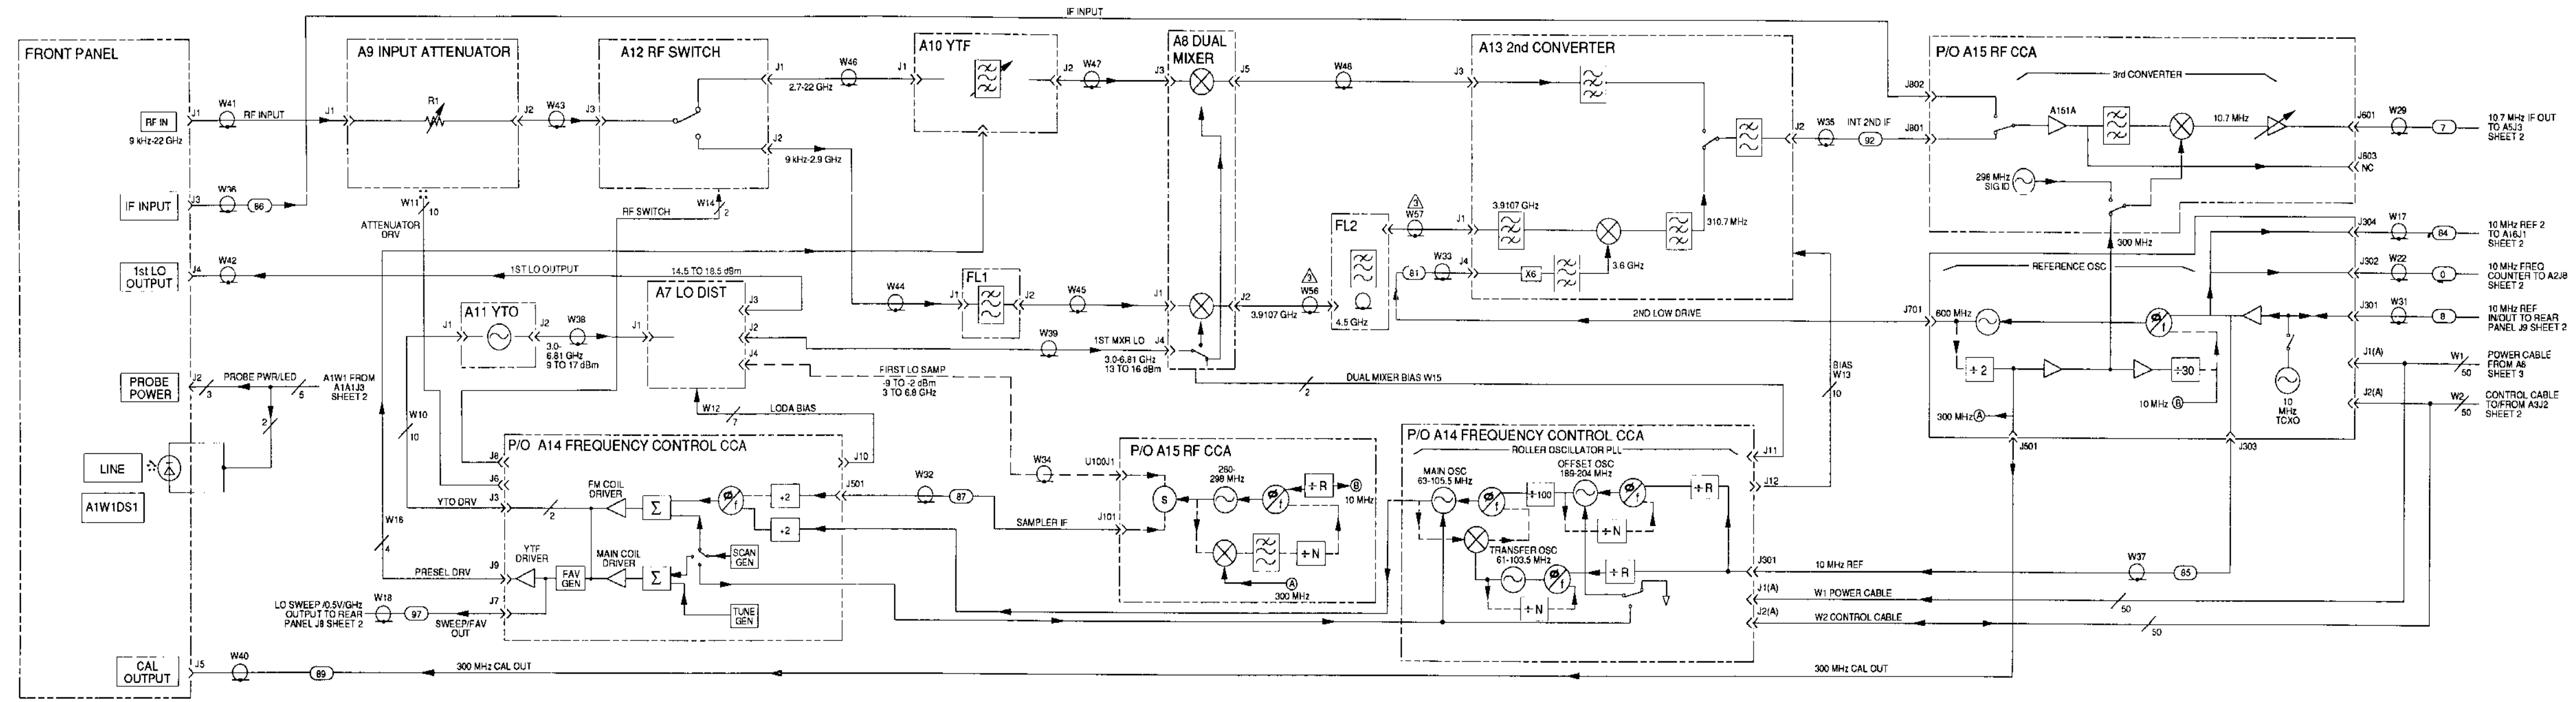 IF INPUT
FRONT PANEL
A9 INPUT ATTENUATOR
A12 RF SWITCH
A10 YTF
A8 DUAL
MIXER
A13 2nd CONVERTER
P/O A15 RF CCA
3rd CONVERTER
RF IN
9 kHz-22 GHz
J1
W41
RF INPUT
J1
R1
J2
W43
J3
J1
W46
2.7-22 GHz
J1
J2
W47
J3
J5
W48
J3
J2
9 kHz-2.9 GHz
J2
W35
INT 2ND IF
92
J802
J801
A151A
10.7 MHz
J601
W29
7
10.7 MHz IF OUT
TO A5J3
SHEET 2
J603
NC
298 MHz
SIG ID
300 MHz
IF INPUT
J3
W36
86
W11
10
ATTENUATOR
DRV
RF SWITCH
W14
2
3
W57
J1
3.9107 GHz
310.7 MHz
FL2
4.5 GHz
81
W33
J4
X6
3.6 GHz
J304
W17
84
10 MHz REF 2
TO A16J1
SHEET 2
1st LO
OUTPUT
J4
W42
1ST LO OUTPUT
14.5 TO 18.5 dBm
A7 LO DIST
J3
J2
J4
J1
W44
J1
FL1
J2
W45
J1
J2
3.9107 GHz
3
W56
REFERENCE OSC
J302
W22
0
10 MHz FREQ
COUNTER TO A2J8
SHEET 2
J301
W31
8
10 MHz REF
IN/OUT TO REAR
PANEL J9 SHEET 2
A11 YTO
J1
J2
W38
3.0-
6.81 GHz
9 TO 17 dBm
W39
1ST MXR LO
J4
3.0-6.81 GHz
13 TO 16 dBm
2ND LOW DRIVE
J701
600 MHz
÷ 2
÷30
10 MHz B
300 MHz A
10
MHz
TCXO
J501
J303
J1(A)
W1
50
POWER CABLE
FROM A6
SHEET 3
J2(A)
W2
50
CONTROL CABLE
TO/FROM A3J2
SHEET 2
PROBE
POWER
J2
3
PROBE PWR/LED
5
A1W1 FROM
A1A1J3
SHEET 2
2
FIRST LO SAMP
-9 TO -2 dBm
3 TO 6.8 GHz
DUAL MIXER BIAS W15
2
BIAS
W13
10
W10
10
W12
7
LODA BIAS
LINE
A1W1DS1
P/O A14 FREQUENCY CONTROL CCA
J8
J6
J3
J10
J501
W32
87
YTO DRV
2
FM COIL
DRIVER
Σ
ø
f
÷2
÷2
W16
4
PRESEL DRV
J9
YTF
DRIVER
FAV
GEN
MAIN COIL
DRIVER
Σ
SCAN
GEN
TUNE
GEN
J7
SWEEP/FAV
OUT
LO SWEEP /0.5V/GHz
OUTPUT TO REAR
PANEL J8 SHEET 2
W18
97
SAMPLER IF
W34
P/O A15 RF CCA
U100J1
J101
S
260-
298 MHz
ø
f
÷ R
B
10 MHz
÷ N
A
300 MHz
P/O A14 FREQUENCY CONTROL CCA
ROLLER OSCILLATOR PLL
MAIN OSC
63-105.5 MHz
OFFSET OSC
189-204 MHz
÷100
÷ R
÷ N
TRANSFER OSC
61-103.5 MHz
÷ R
÷ N
J11
J12
J301
10 MHz REF
W37
85
J1(A)
W1 POWER CABLE
50
J2(A)
W2 CONTROL CABLE
50
CAL
OUTPUT
J5
W40
89
300 MHz CAL OUT
300 MHz CAL OUT